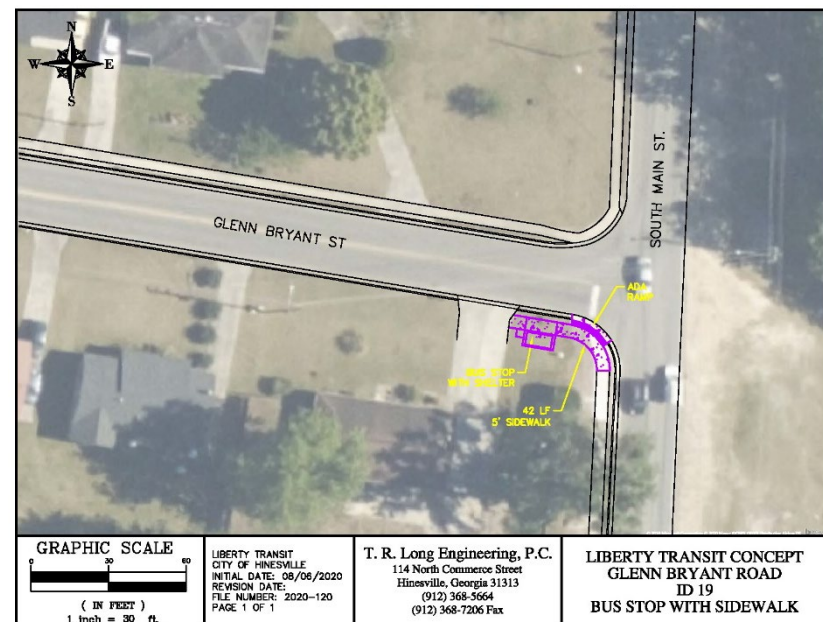 N
W E
S
GLENN BRYANT ST
SOUTH MAIN ST.
ADA
RAMP
BUS STOP
WITH SHELTER
42 LF
5' SIDEWALK
GRAPHIC SCALE
0 30 60
( IN FEET )
1 inch = 30 ft.
LIBERTY TRANSIT
CITY OF HINESVILLE
INITIAL DATE: 08/06/2020
REVISION DATE:
FILE NUMBER: 2020-120
PAGE 1 OF 1
T. R. Long Engineering, P.C.
114 North Commerce Street
Hinesville, Georgia 31313
(912) 368-5664
(912) 368-7206 Fax
LIBERTY TRANSIT CONCEPT
GLENN BRYANT ROAD
ID 19
BUS STOP WITH SIDEWALK